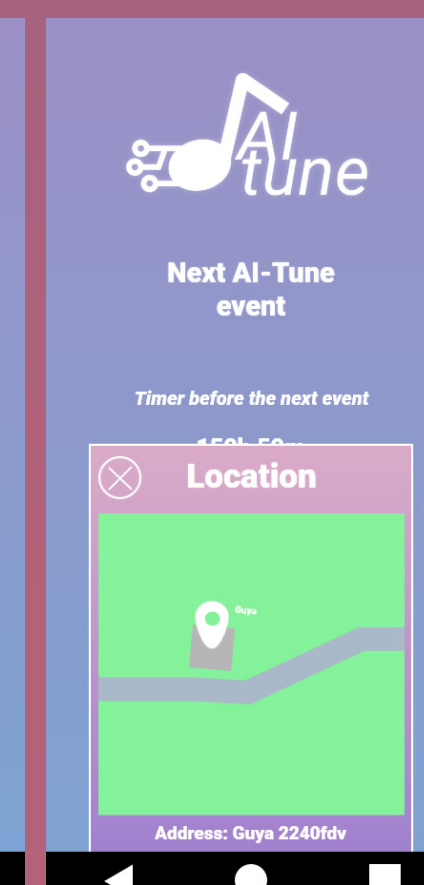 AI
tune
Next AI-Tune
event
Timer before the next event
Location
Guya
Address: Guya 2240fdv